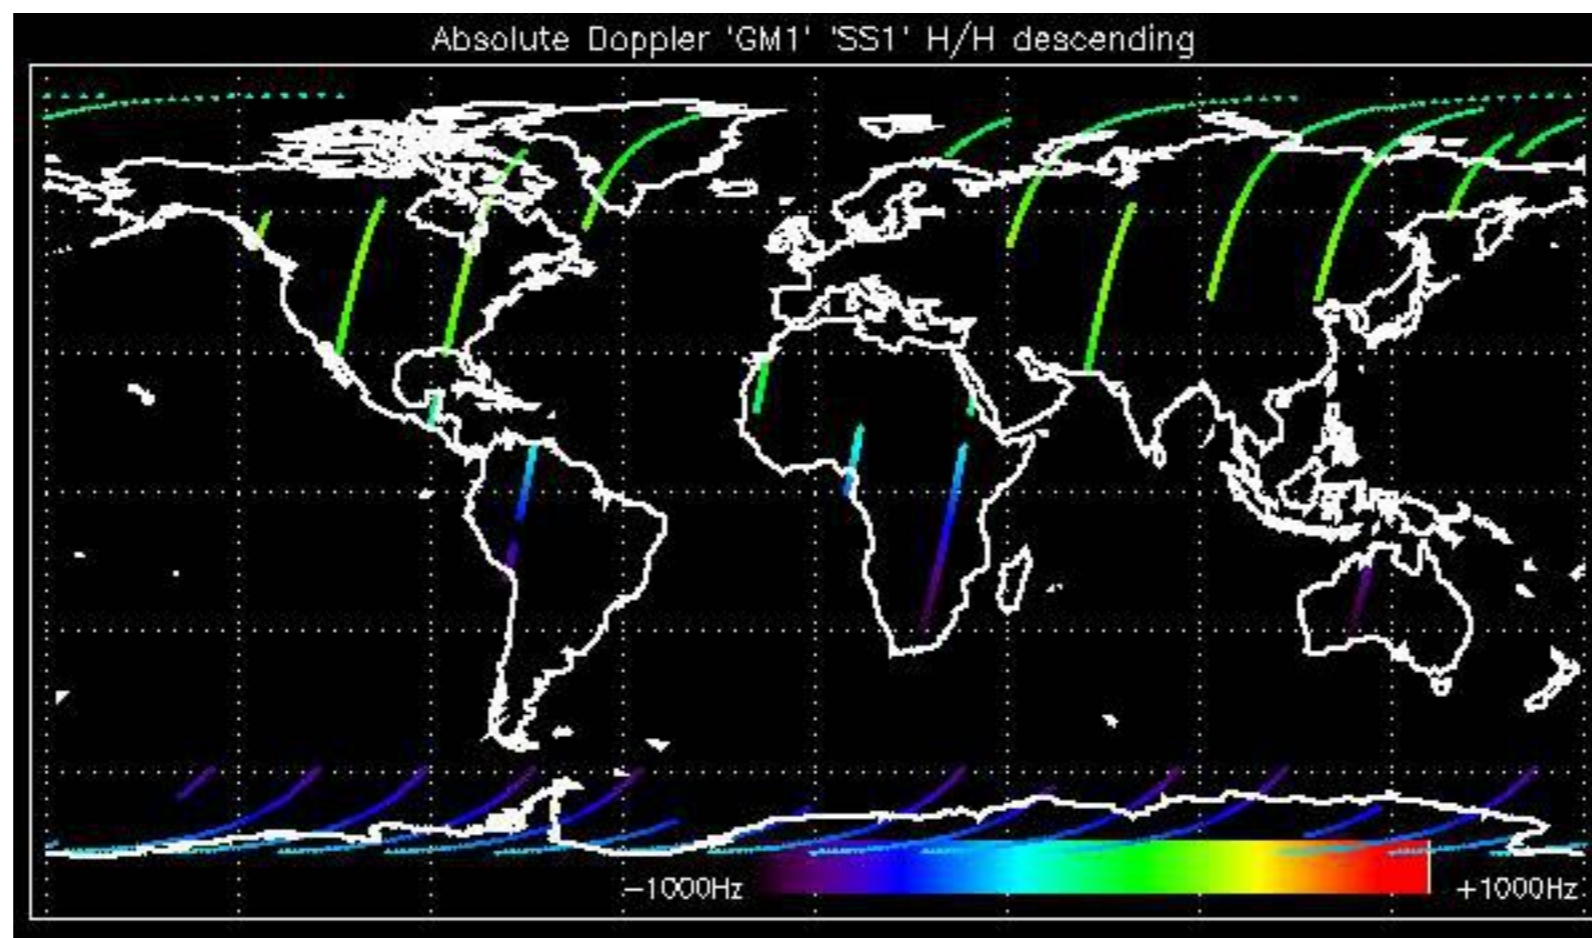 Absolute Doppler 'GM1' 'SS1' H/H descending
-1000Hz
+1000Hz